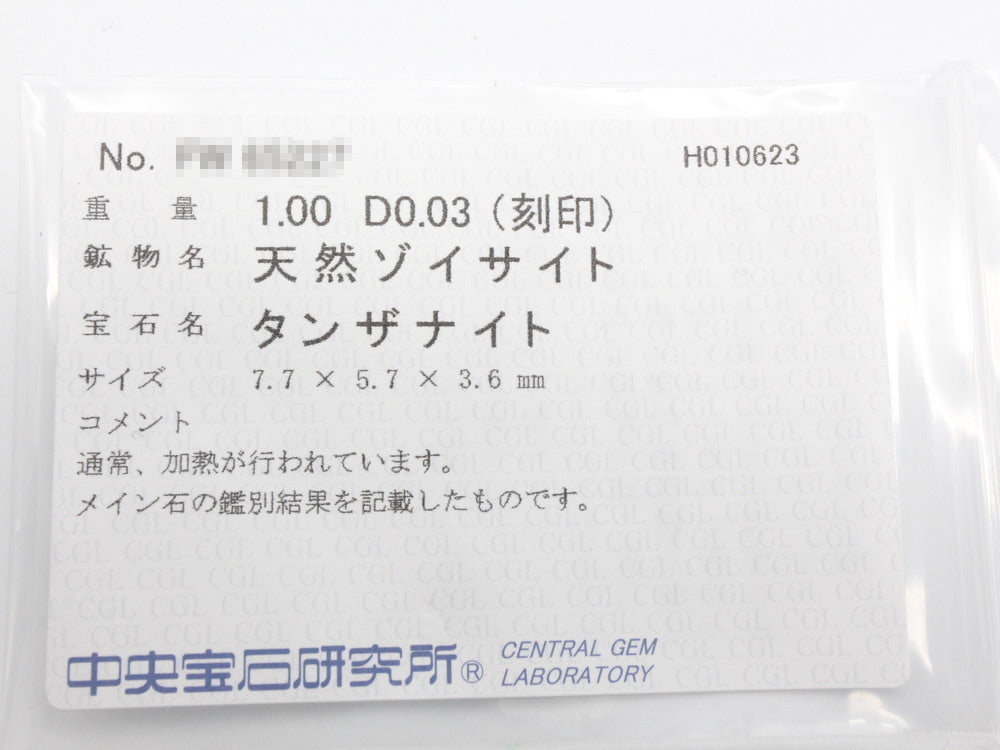 No.
H010623
重量 1.00 D0.03（刻印）
鉱物名 天然ゾイサイト
宝石名 タンザナイト
サイズ 7.7 × 5.7 × 3.6 mm
コメント
通常、加熱が行われています。
メイン石の鑑別結果を記載したものです。
中央宝石研究所® CENTRAL GEM LABORATORY